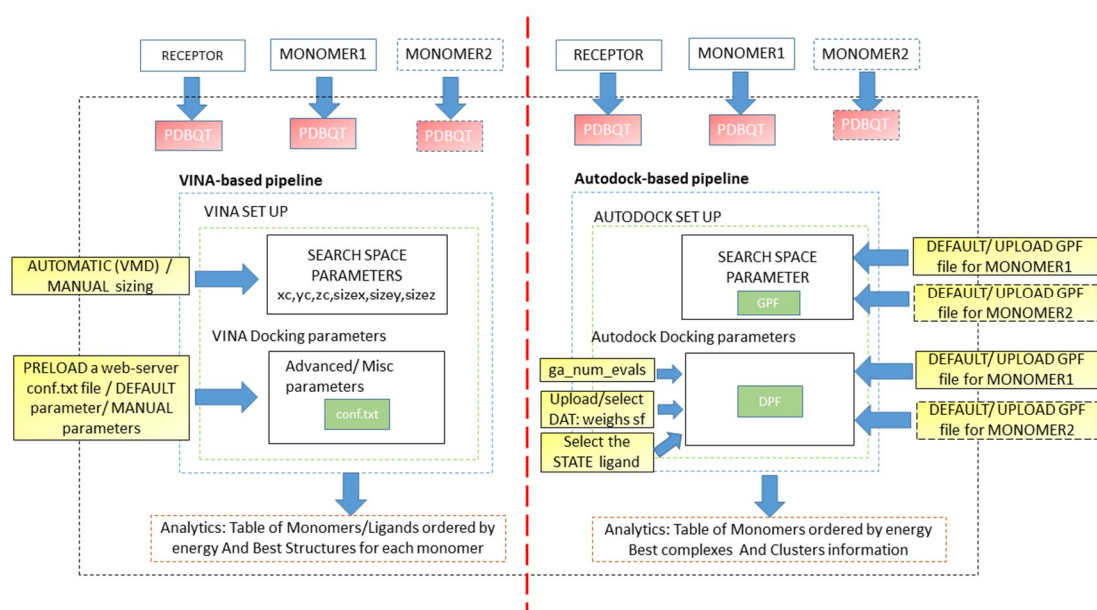 RECEPTOR
MONOMER1
MONOMER2
PDBQT
PDBQT
PDBQT
VINA-based pipeline
VINA SET UP
SEARCH SPACE
PARAMETERS
xc,yc,zc,sizex,sizey,sizez
AUTOMATIC (VMD) /
MANUAL sizing
VINA Docking parameters
Advanced/ Misc
parameters
conf.txt
PRELOAD a web-server
conf.txt file / DEFAULT
parameter/ MANUAL
parameters
Analytics: Table of Monomers/Ligands ordered by
energy And Best Structures for each monomer
RECEPTOR
MONOMER1
MONOMER2
PDBQT
PDBQT
PDBQT
Autodock-based pipeline
AUTODOCK SET UP
SEARCH SPACE
PARAMETER
GPF
DEFAULT/ UPLOAD GPF
file for MONOMER1
DEFAULT/ UPLOAD GPF
file for MONOMER2
Autodock Docking parameters
ga_num_evals
Upload/select
DAT: weighs sf
Select the
STATE ligand
DPF
DEFAULT/ UPLOAD GPF
file for MONOMER1
DEFAULT/ UPLOAD GPF
file for MONOMER2
Analytics: Table of Monomers ordered by energy
Best complexes And Clusters information